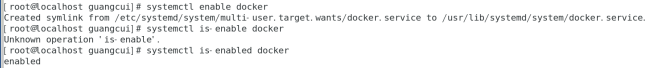 [root@localhost guangcui]# systemctl enable docker
Created symlink from /etc/systemd/system/multi-user.target.wants/docker.service to /usr/lib/systemd/system/docker.service.
[root@localhost guangcui]# systemctl is-enable docker
Unknown operation 'is-enable'.
[root@localhost guangcui]# systemctl is-enabled docker
enabled